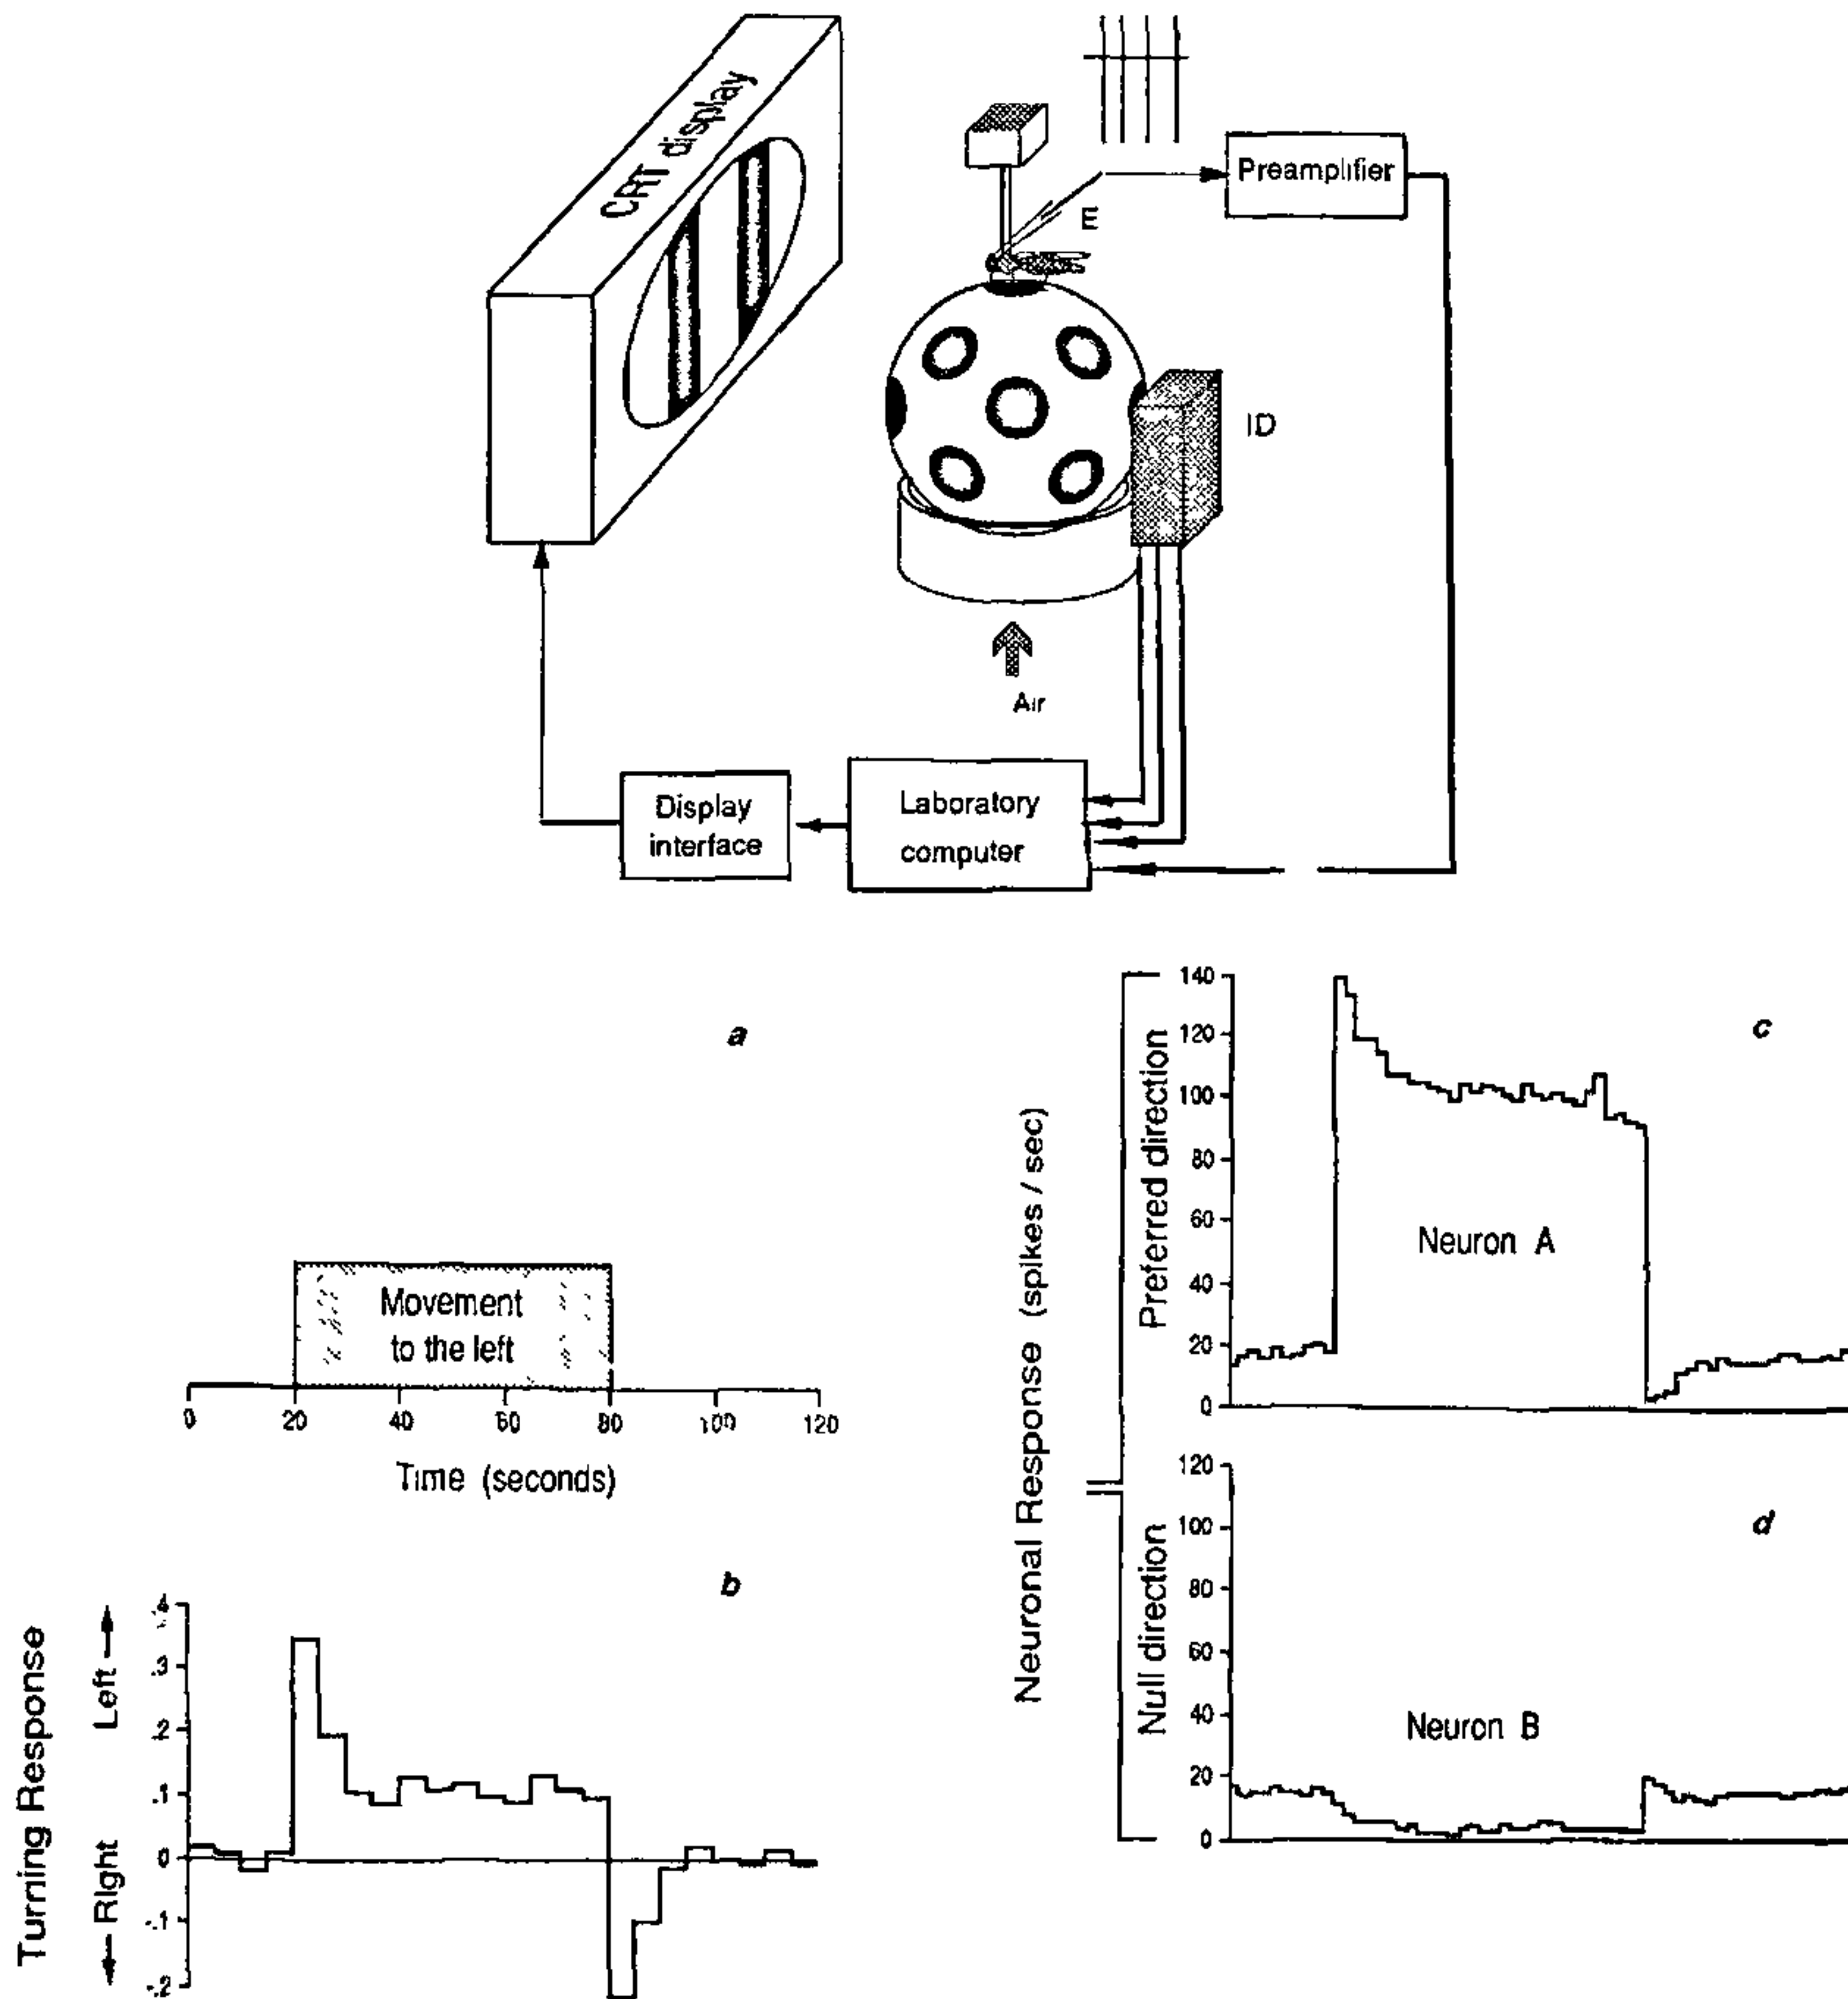 CRT display
E
Preamplifier
ID
Air
Display
interface
Laboratory
computer
a
Movement
to the left
0 20 40 60 80 100 120
Time (seconds)
b
Turning Response
Left
Right
.4
.3
.2
.1
0
-.1
-.2
Neuronal Response (spikes / sec)
Preferred direction
c
140
120
100
80
60
40
20
0
Neuron A
Null direction
d
120
100
80
60
40
20
0
Neuron B